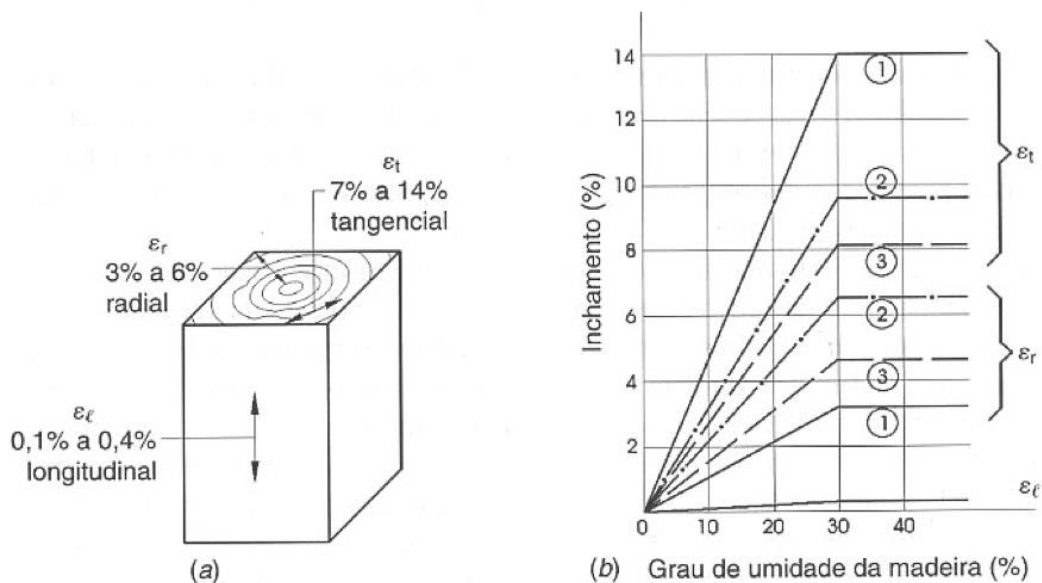 εt
7% a 14%
tangencial
εr
3% a 6%
radial
εℓ
0,1% a 0,4%
longitudinal
(a)
Inchamento (%)
14
12
10
8
6
4
2
0
10
20
30
40
1
2
3
2
3
1
εt
εr
εℓ
(b) Grau de umidade da madeira (%)